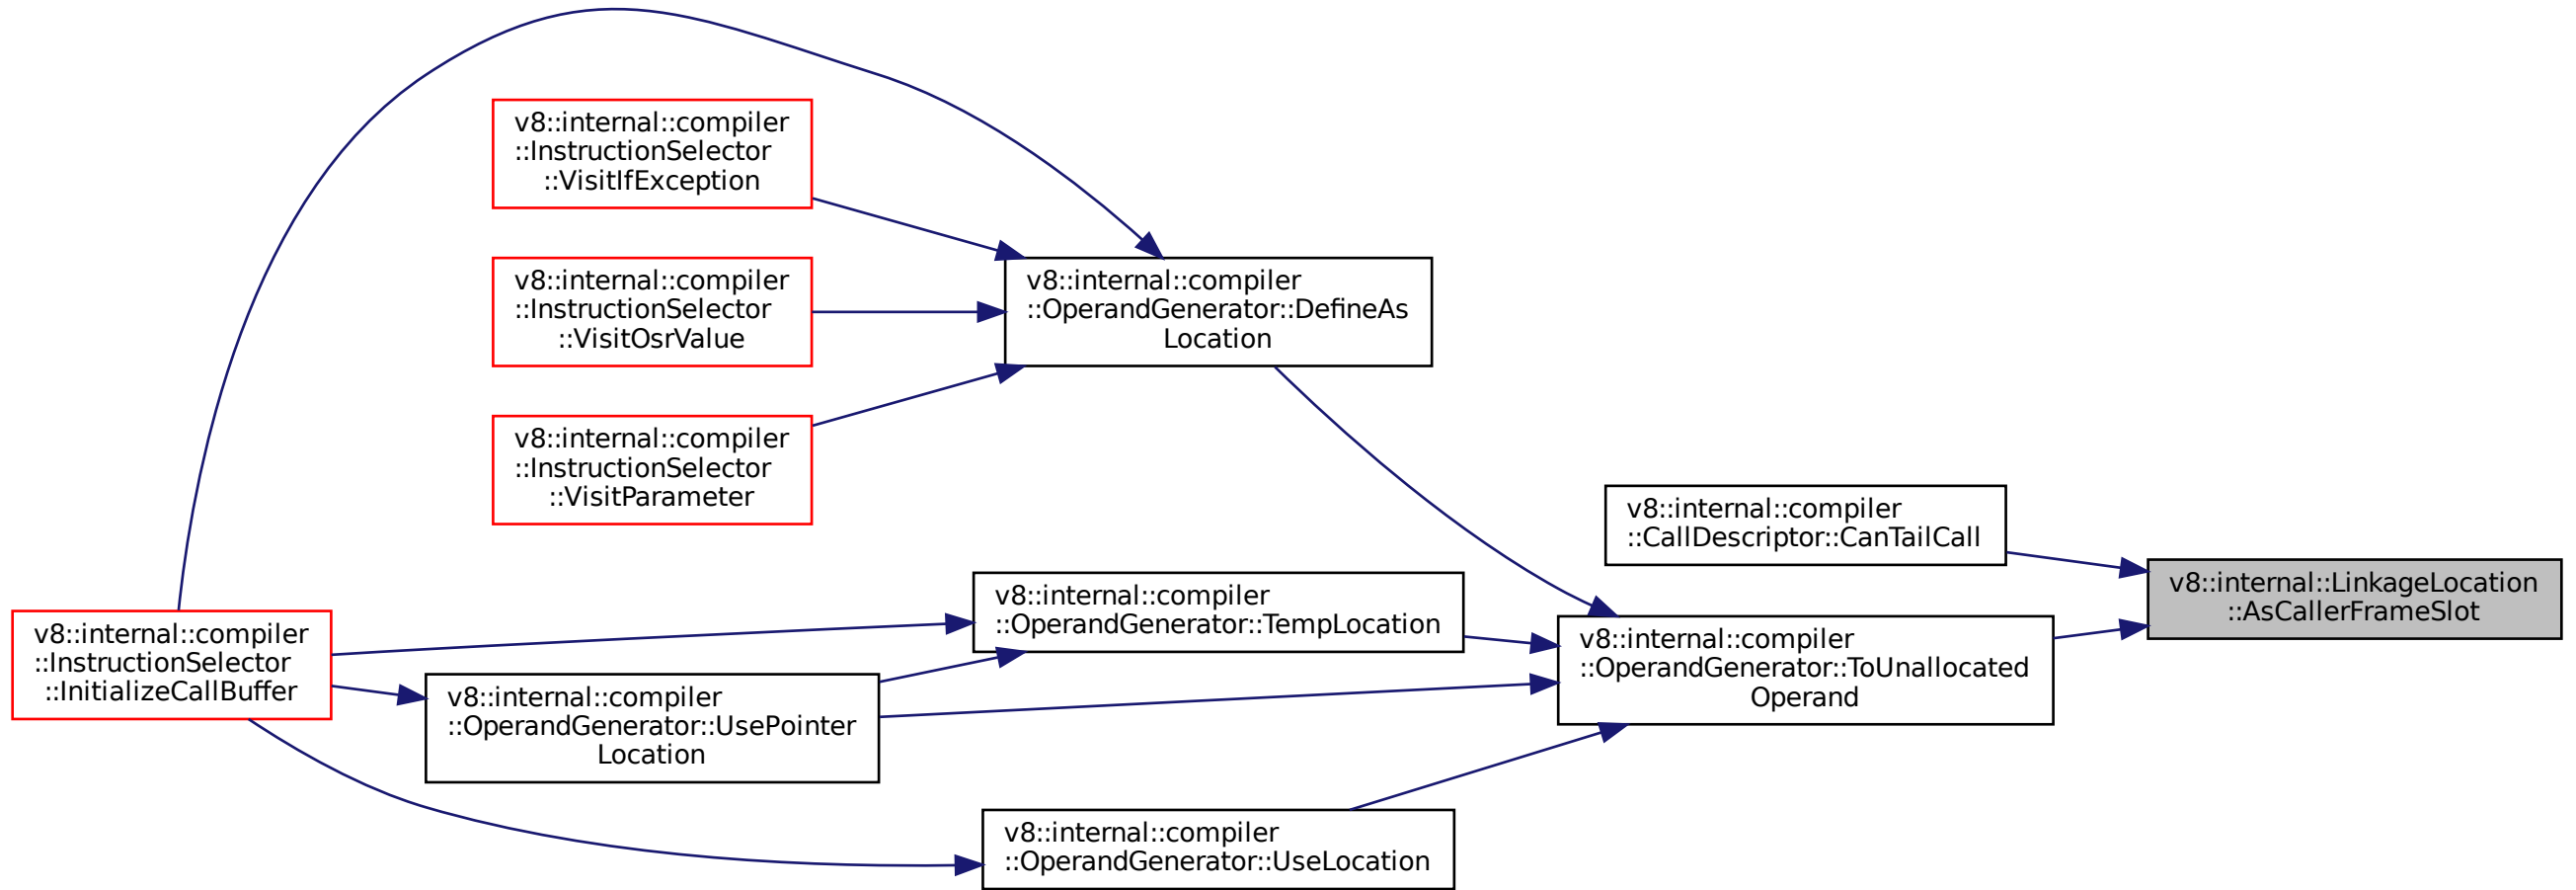 v8::internal::compiler
::InstructionSelector
::VisitIfException
v8::internal::compiler
::InstructionSelector
::VisitOsrValue
v8::internal::compiler
::InstructionSelector
::VisitParameter
v8::internal::compiler
::OperandGenerator::DefineAs
Location
v8::internal::compiler
::CallDescriptor::CanTailCall
v8::internal::LinkageLocation
::AsCallerFrameSlot
v8::internal::compiler
::OperandGenerator::TempLocation
v8::internal::compiler
::OperandGenerator::ToUnallocated
Operand
v8::internal::compiler
::InstructionSelector
::InitializeCallBuffer
v8::internal::compiler
::OperandGenerator::UsePointer
Location
v8::internal::compiler
::OperandGenerator::UseLocation